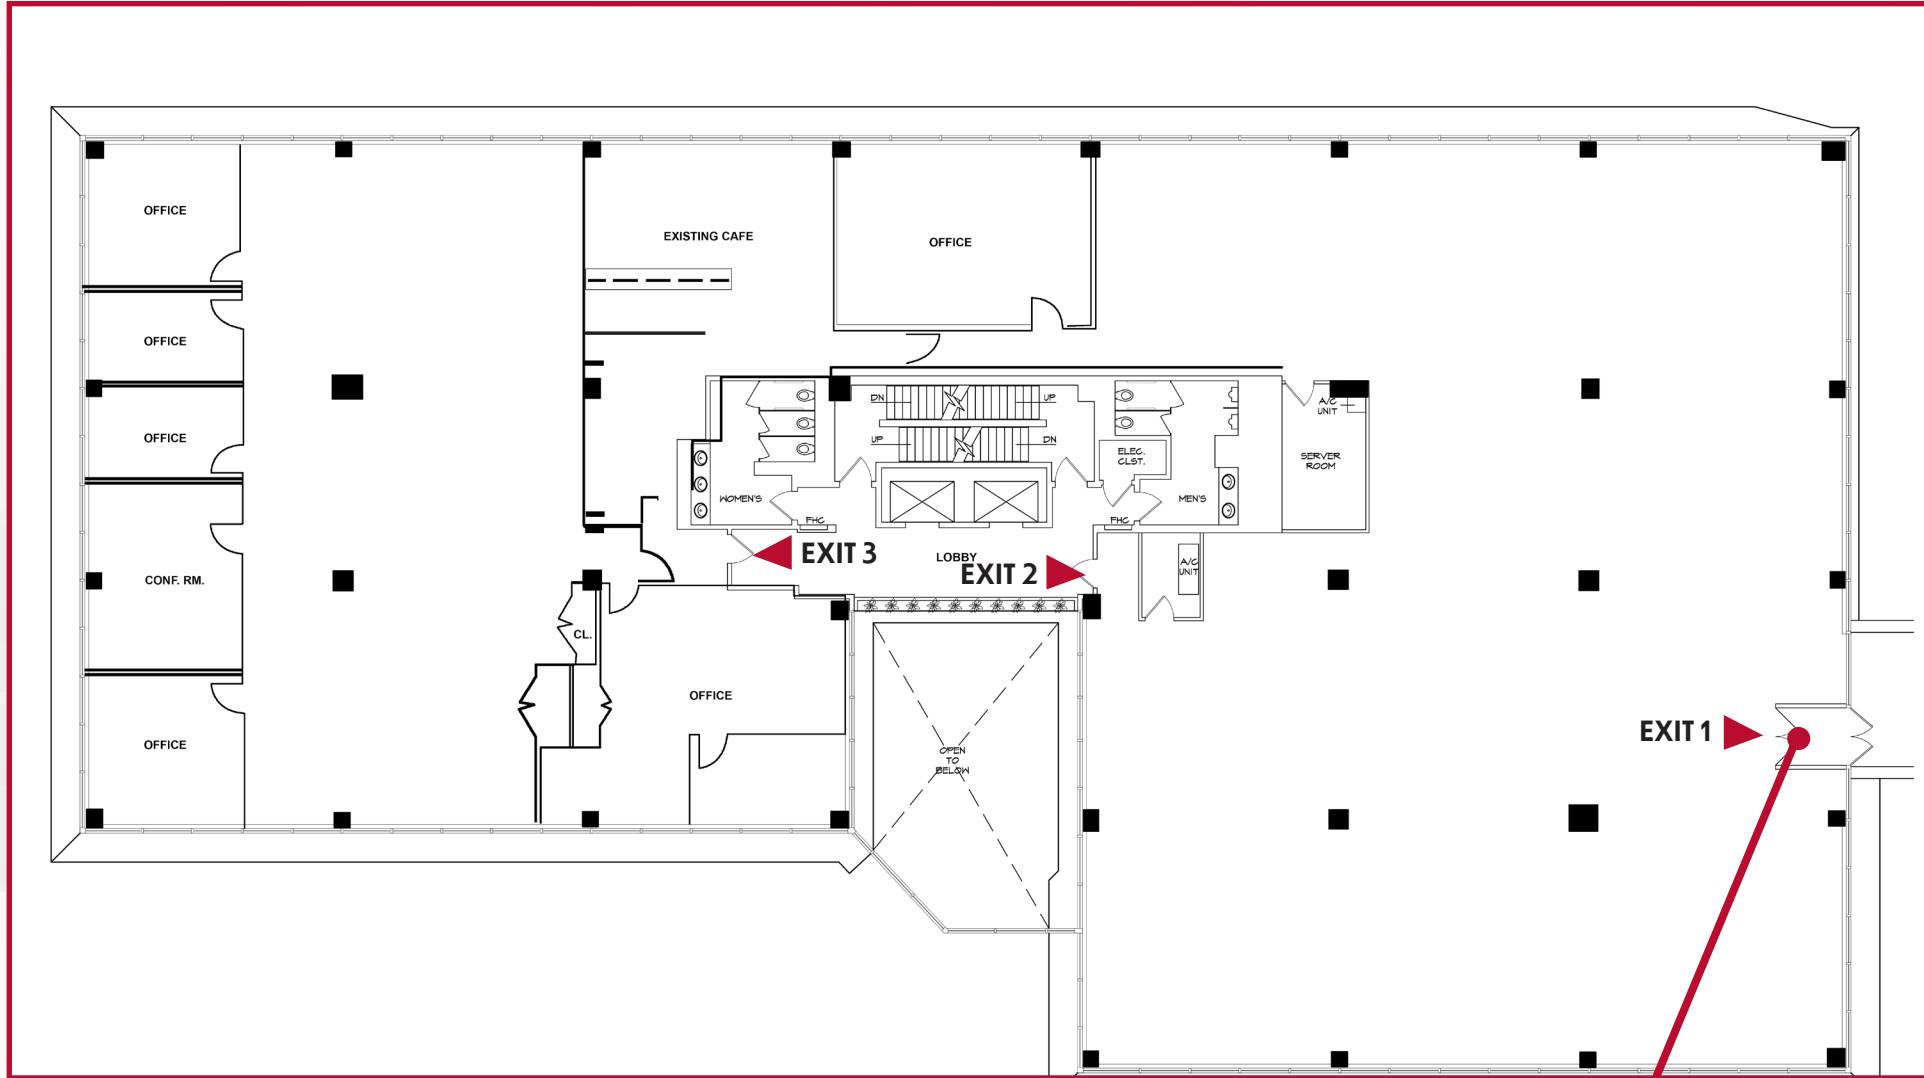 OFFICE
EXISTING CAFE
OFFICE
OFFICE
DN
UP
A/C
UNIT
UP
DN
OFFICE
ELEC.
CLST.
SERVER
ROOM
WOMEN'S
MEN'S
FHC
FHC
EXIT 3
LOBBY
EXIT 2
A/C
UNIT
CONF. RM.
CL.
OFFICE
EXIT 1
OFFICE
OPEN
TO
BELOW